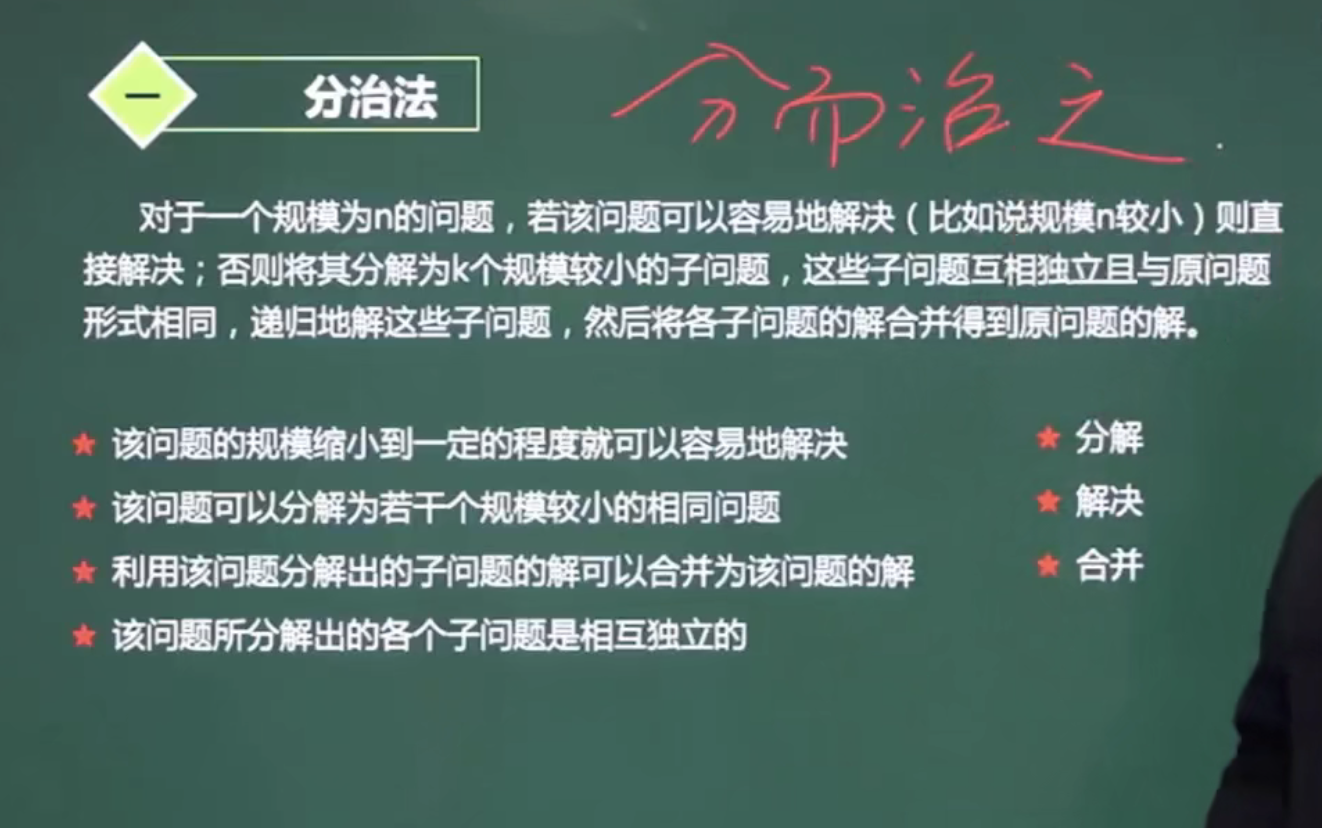 一 分治法
分而治之
对于一个规模为n的问题，若该问题可以容易地解决（比如说规模n较小）则直
接解决；否则将其分解为k个规模较小的子问题，这些子问题互相独立且与原问题
形式相同，递归地解这些子问题，然后将各子问题的解合并得到原问题的解。
该问题的规模缩小到一定的程度就可以容易地解决
该问题可以分解为若干个规模较小的相同问题
利用该问题分解出的子问题的解可以合并为该问题的解
该问题所分解出的各个子问题是相互独立的
分解
解决
合并